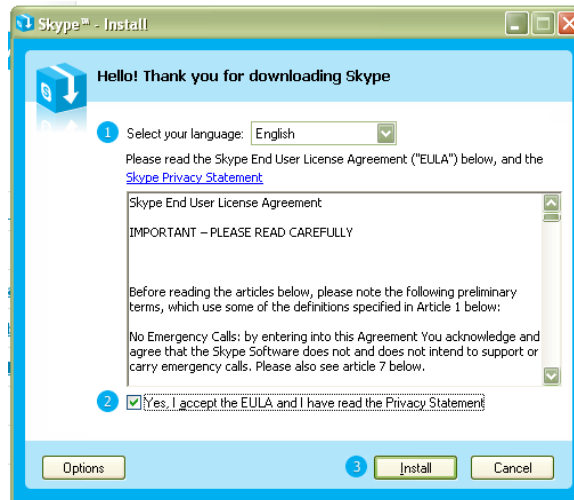 Skype™ - Install
Hello! Thank you for downloading Skype
1 Select your language: English
Please read the Skype End User License Agreement ("EULA") below, and the
Skype Privacy Statement
Skype End User License Agreement
IMPORTANT – PLEASE READ CAREFULLY
Before reading the articles below, please note the following preliminary
terms, which use some of the definitions specified in Article 1 below:
No Emergency Calls: by entering into this Agreement You acknowledge and
agree that the Skype Software does not and does not intend to support or
carry emergency calls. Please also see article 7 below.
2 Yes, I accept the EULA and I have read the Privacy Statement
Options 3 Install Cancel